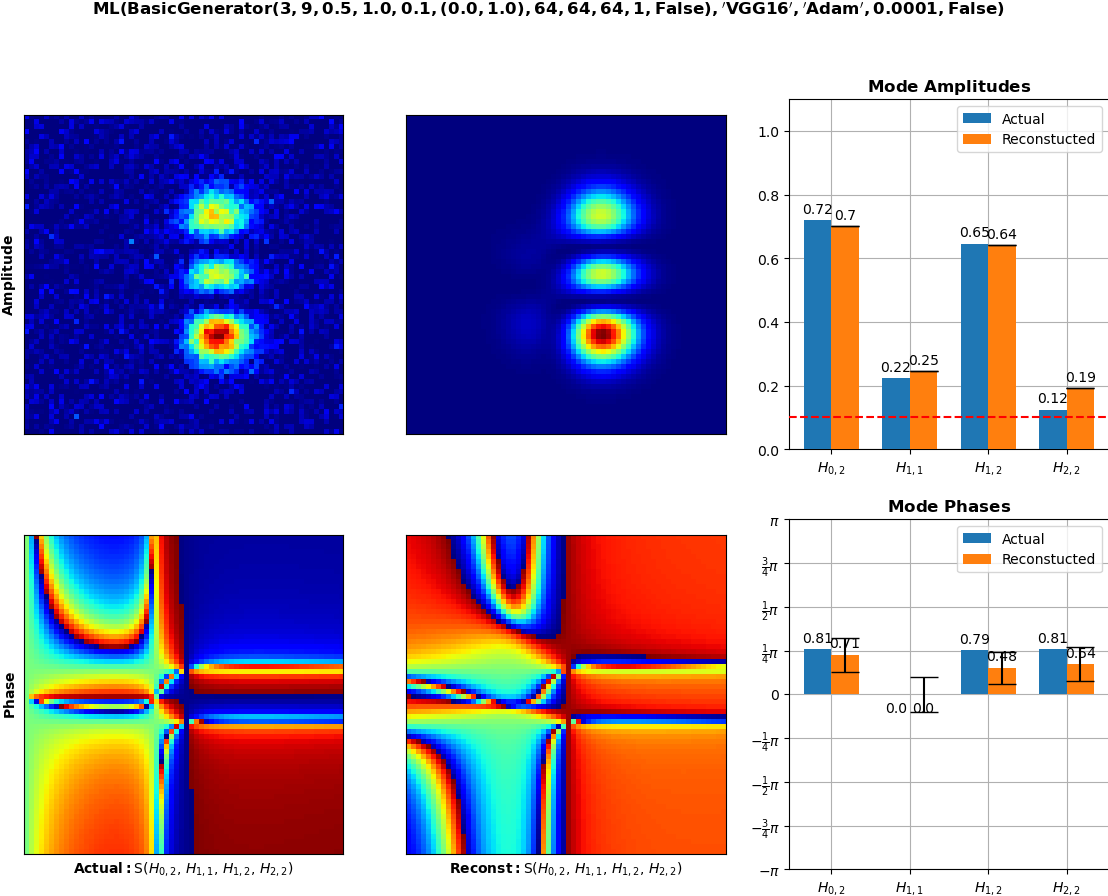 ML(BasicGenerator(3, 9, 0.5, 1.0, 0.1, (0.0, 1.0), 64, 64, 64, 1, False), ′VGG16′, ′Adam′, 0.0001, False)
Mode Amplitudes
Actual
Reconstucted
1.0
0.8
0.6
0.4
0.2
0.0
0.72 0.7
0.22 0.25
0.65 0.64
0.12 0.19
H0,2 H1,1 H1,2 H2,2
Amplitude
Mode Phases
Actual
Reconstucted
π
3/4π
1/2π
1/4π
0
−1/4π
−1/2π
−3/4π
−π
0.81 0.71
0.0 0.0
0.79 0.48
0.81 0.54
H0,2 H1,1 H1,2 H2,2
Phase
Actual: S(H0,2, H1,1, H1,2, H2,2)
Reconst: S(H0,2, H1,1, H1,2, H2,2)